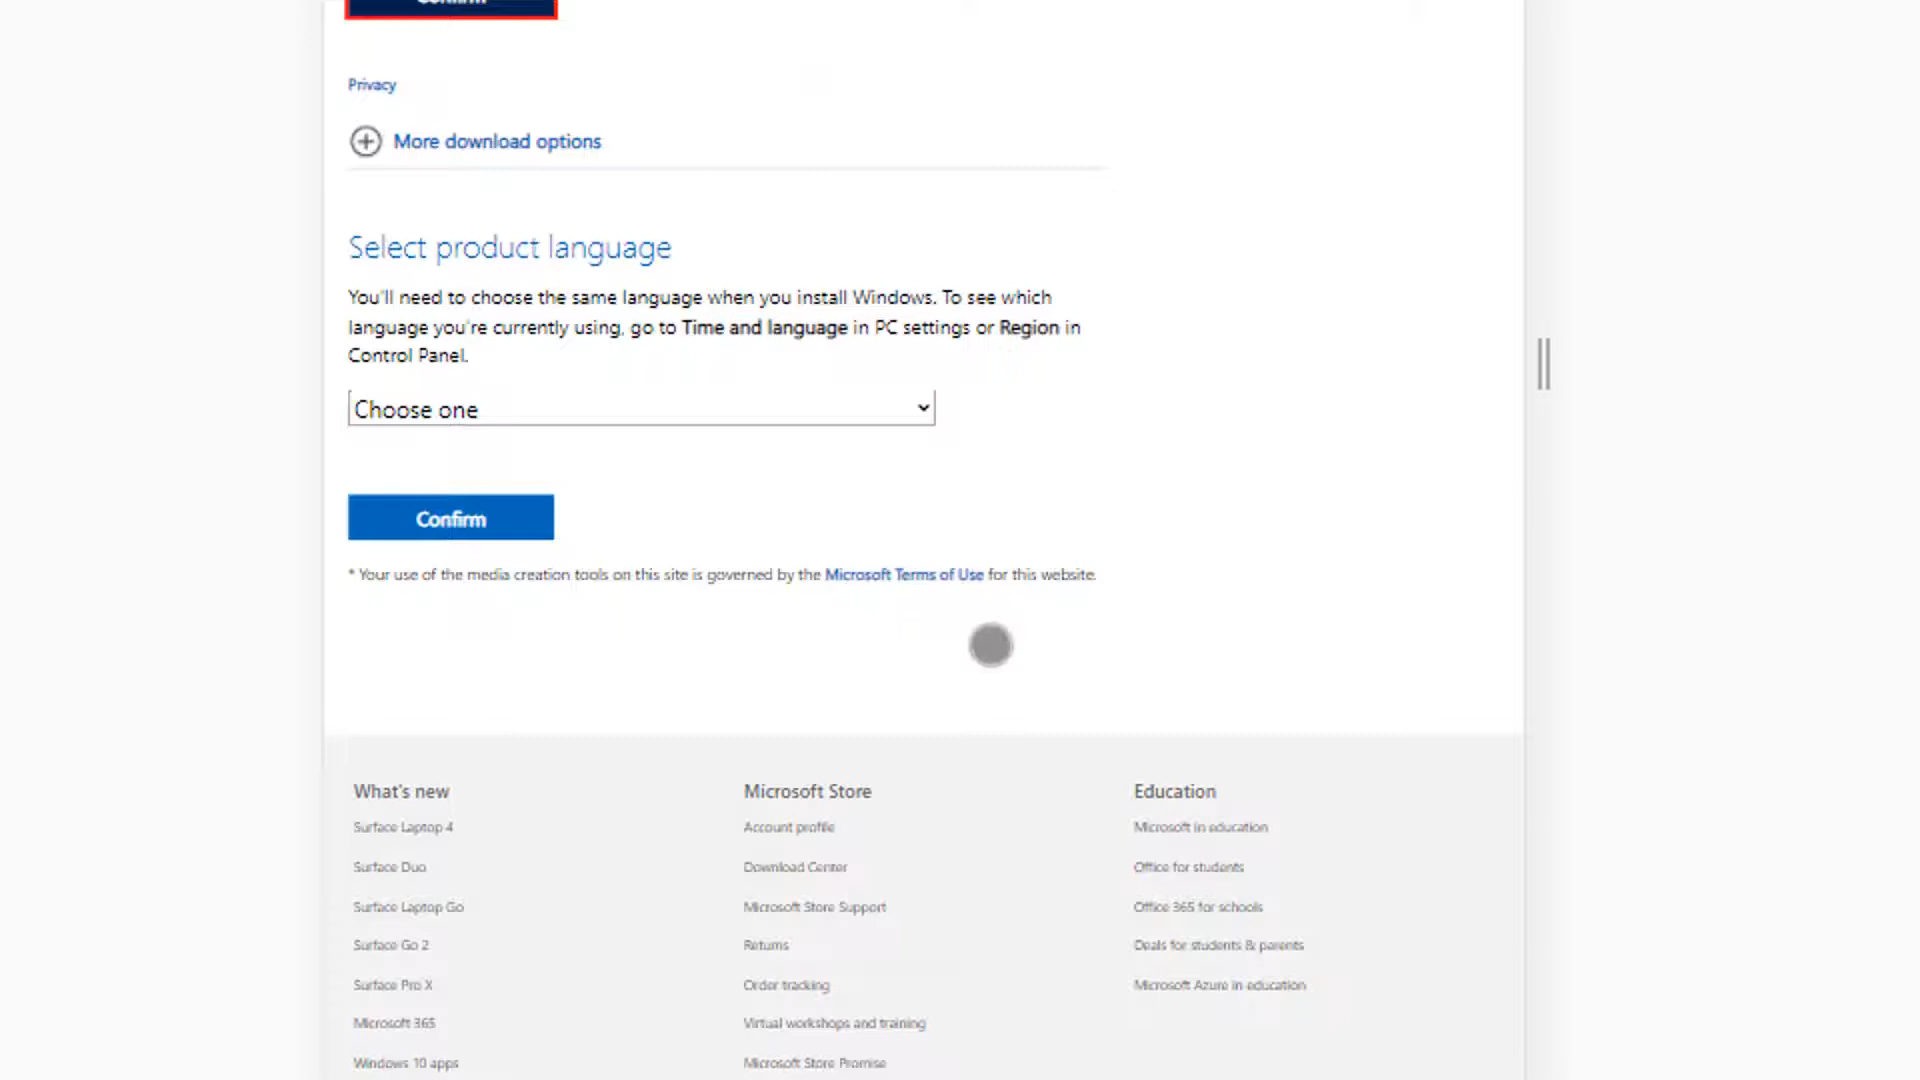 Confirm
Privacy
More download options
Select product language
You'll need to choose the same language when you install Windows. To see which
language you're currently using, go to Time and language in PC settings or Region in
Control Panel.
Choose one
Confirm
* Your use of the media creation tools on this site is governed by the Microsoft Terms of Use for this website.
What's new
Surface Laptop 4
Surface Duo
Surface Laptop Go
Surface Go 2
Surface Pro X
Microsoft 365
Windows 10 apps
Microsoft Store
Account profile
Download Center
Microsoft Store Support
Returns
Order tracking
Virtual workshops and training
Microsoft Store Promise
Education
Microsoft in education
Office for students
Office 365 for schools
Deals for students & parents
Microsoft Azure in education